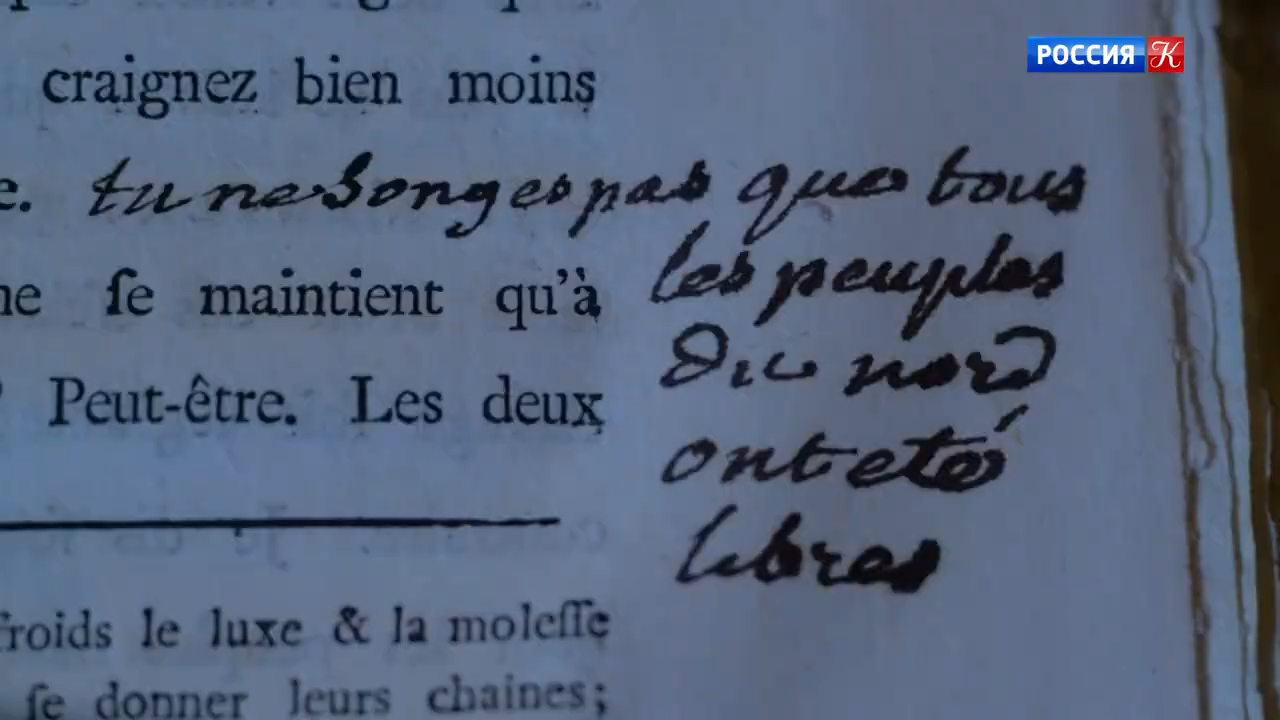 РОССИЯ К
craignez bien moins
e. tu ne songes pas que tous
les peuples
ne ſe maintient qu'à
du nord
Peut-être. Les deux
ont eté
libres
froids le luxe & la moleſſe
ſe donner leurs chaines;